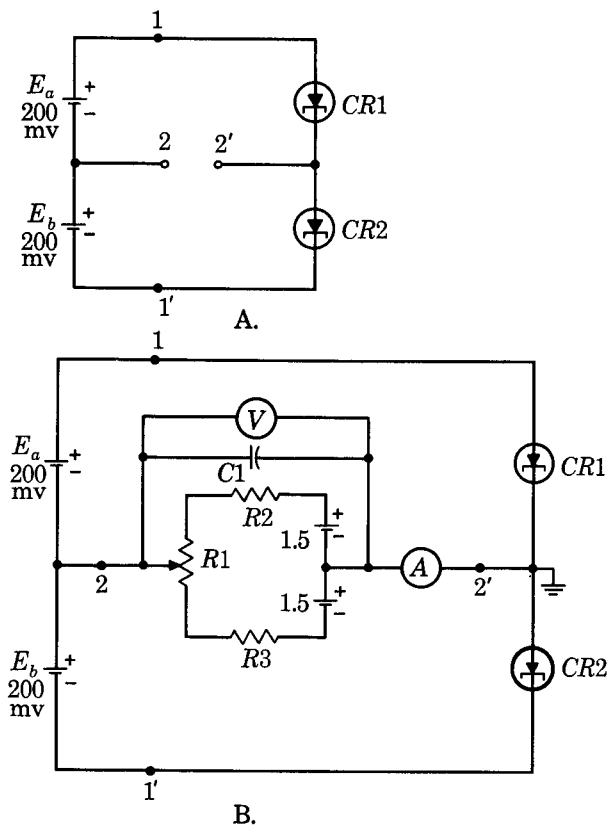 1
E_a
+
200
−
mv
CR1
2 2′
E_b
+
200
−
mv
CR2
1′
A.
1
V
E_a
+
200
−
mv
C1
CR1
R2
+
1.5
−
R1
2
A
2′
1.5
+
−
R3
E_b
+
200
−
mv
CR2
1′
B.